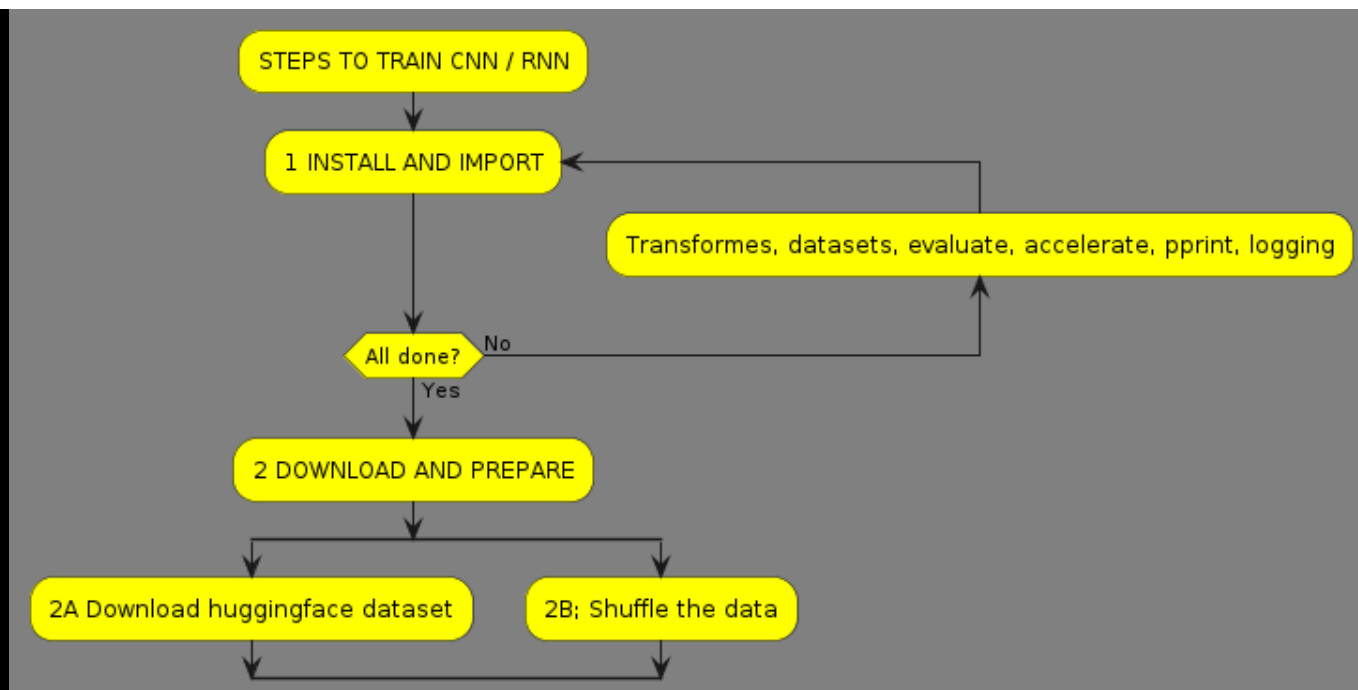 STEPS TO TRAIN CNN / RNN
1 INSTALL AND IMPORT
Transformes, datasets, evaluate, accelerate, pprint, logging
All done?
No
Yes
2 DOWNLOAD AND PREPARE
2A Download huggingface dataset
2B; Shuffle the data